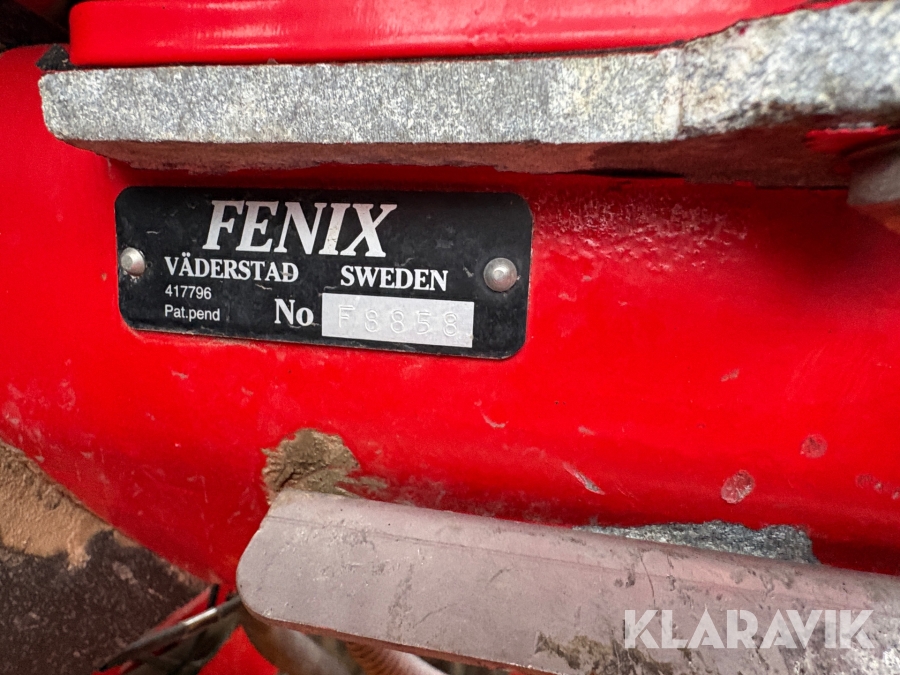 FENIX
VÄDERSTAD SWEDEN
417796
Pat.pend No F8858
KLARAVIK